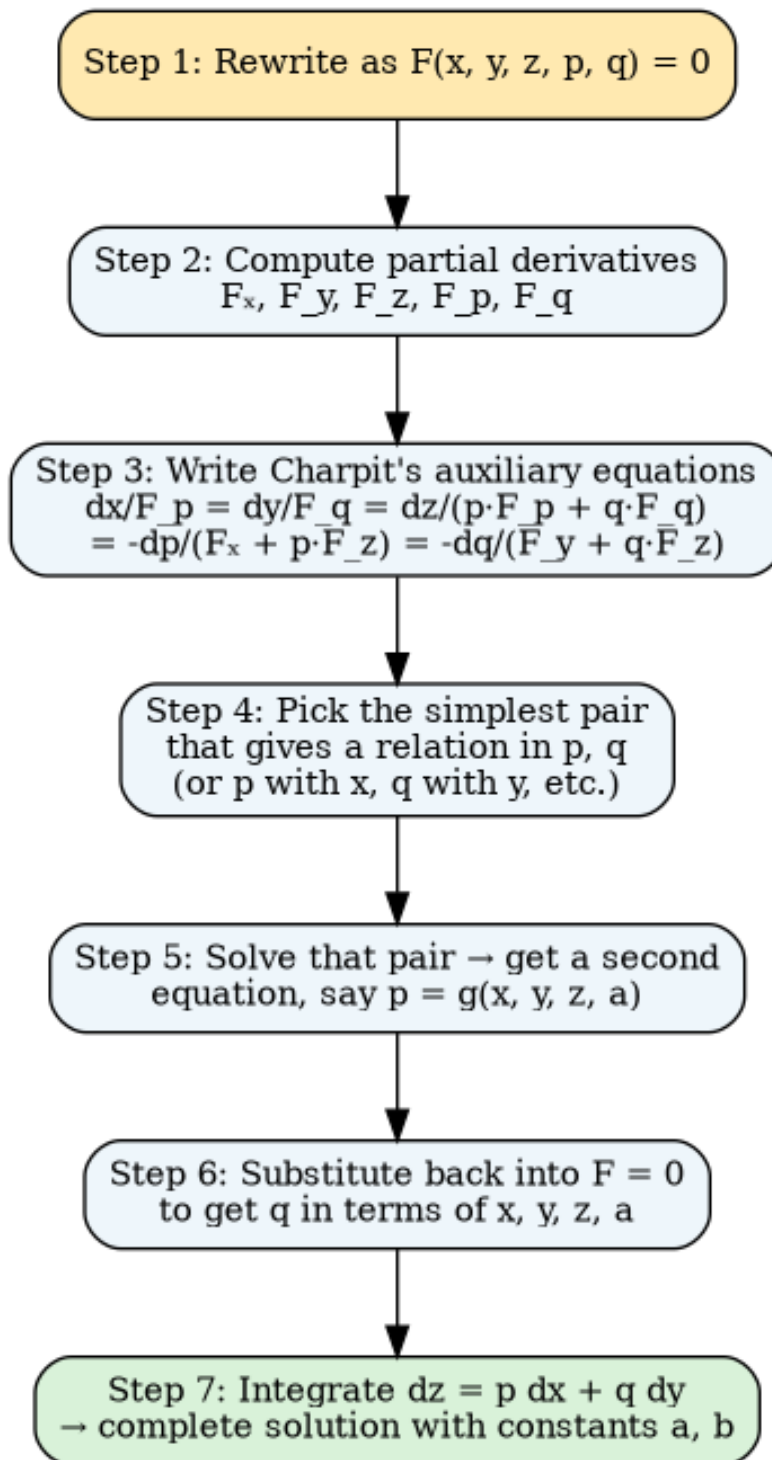 Step 1: Rewrite as F(x, y, z, p, q) = 0
Step 2: Compute partial derivatives
Fₓ, F_y, F_z, F_p, F_q
Step 3: Write Charpit's auxiliary equations
dx/F_p = dy/F_q = dz/(p·F_p + q·F_q)
= -dp/(Fₓ + p·F_z) = -dq/(F_y + q·F_z)
Step 4: Pick the simplest pair
that gives a relation in p, q
(or p with x, q with y, etc.)
Step 5: Solve that pair → get a second
equation, say p = g(x, y, z, a)
Step 6: Substitute back into F = 0
to get q in terms of x, y, z, a
Step 7: Integrate dz = p dx + q dy
→ complete solution with constants a, b